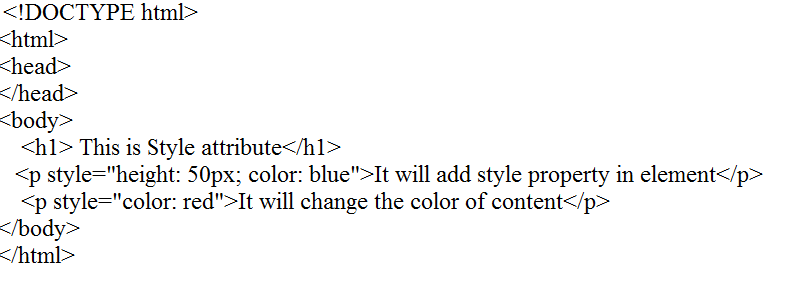 <!DOCTYPE html>
<html>
<head>
</head>
<body>
<h1> This is Style attribute</h1>
<p style="height: 50px; color: blue">It will add style property in element</p>
<p style="color: red">It will change the color of content</p>
</body>
</html>